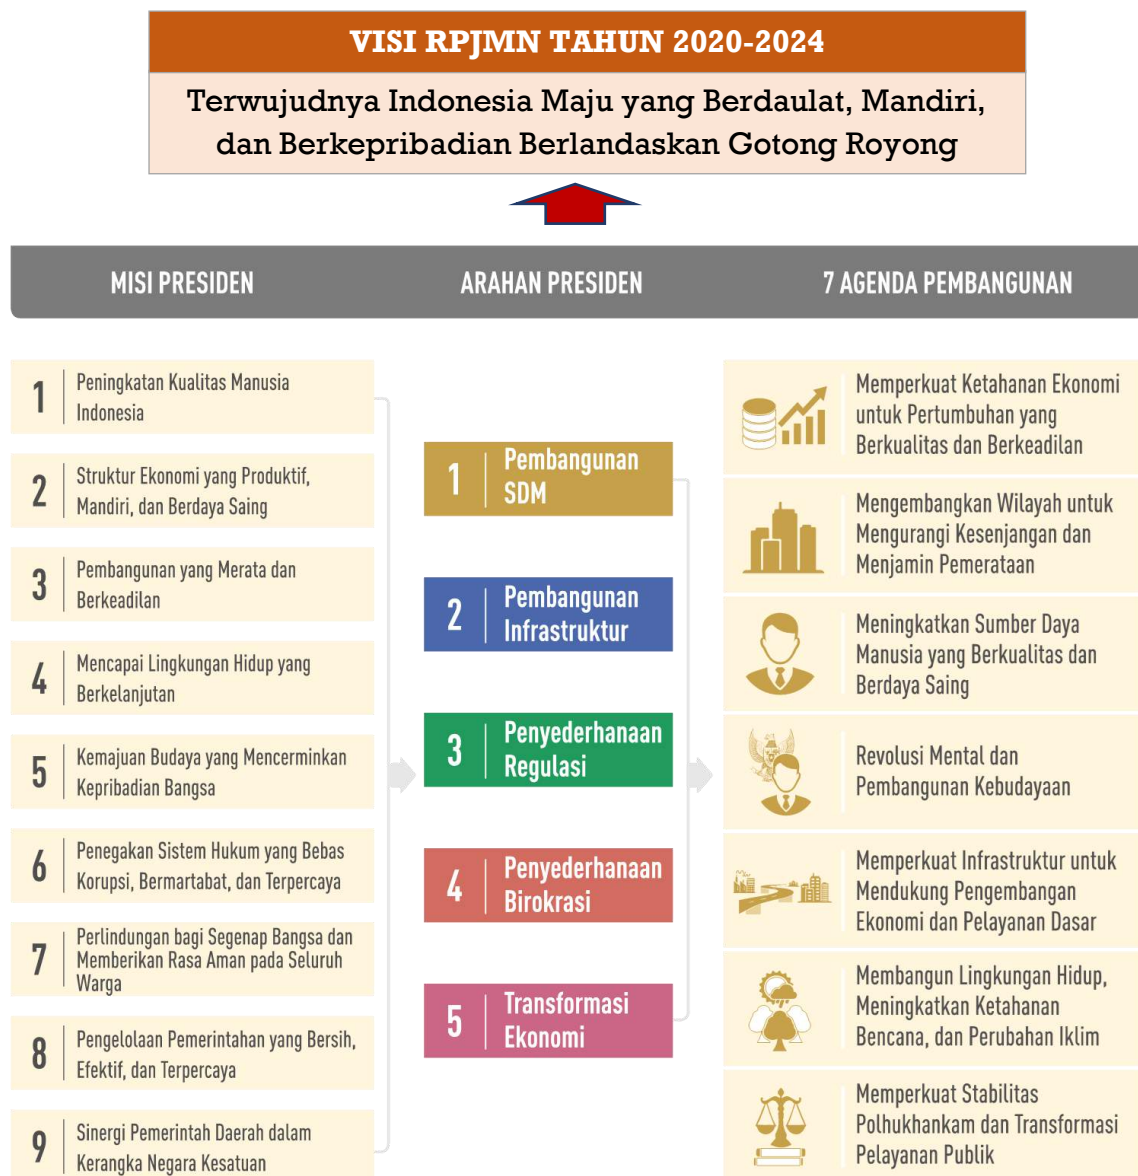 VISI RPJMN TAHUN 2020-2024
Terwujudnya Indonesia Maju yang Berdaulat, Mandiri,
dan Berkepribadian Berlandaskan Gotong Royong
MISI PRESIDEN
ARAHAN PRESIDEN
7 AGENDA PEMBANGUNAN
1
Peningkatan Kualitas Manusia
Indonesia
2
Struktur Ekonomi yang Produktif,
Mandiri, dan Berdaya Saing
3
Pembangunan yang Merata dan
Berkeadilan
4
Mencapai Lingkungan Hidup yang
Berkelanjutan
5
Kemajuan Budaya yang Mencerminkan
Kepribadian Bangsa
6
Penegakan Sistem Hukum yang Bebas
Korupsi, Bermartabat, dan Terpercaya
7
Perlindungan bagi Segenap Bangsa dan
Memberikan Rasa Aman pada Seluruh
Warga
8
Pengelolaan Pemerintahan yang Bersih,
Efektif, dan Terpercaya
9
Sinergi Pemerintah Daerah dalam
Kerangka Negara Kesatuan
1
Pembangunan
SDM
2
Pembangunan
Infrastruktur
3
Penyederhanaan
Regulasi
4
Penyederhanaan
Birokrasi
5
Transformasi
Ekonomi
Memperkuat Ketahanan Ekonomi
untuk Pertumbuhan yang
Berkualitas dan Berkeadilan
Mengembangkan Wilayah untuk
Mengurangi Kesenjangan dan
Menjamin Pemerataan
Meningkatkan Sumber Daya
Manusia yang Berkualitas dan
Berdaya Saing
Revolusi Mental dan
Pembangunan Kebudayaan
Memperkuat Infrastruktur untuk
Mendukung Pengembangan
Ekonomi dan Pelayanan Dasar
Membangun Lingkungan Hidup,
Meningkatkan Ketahanan
Bencana, dan Perubahan Iklim
Memperkuat Stabilitas
Polhukhankam dan Transformasi
Pelayanan Publik